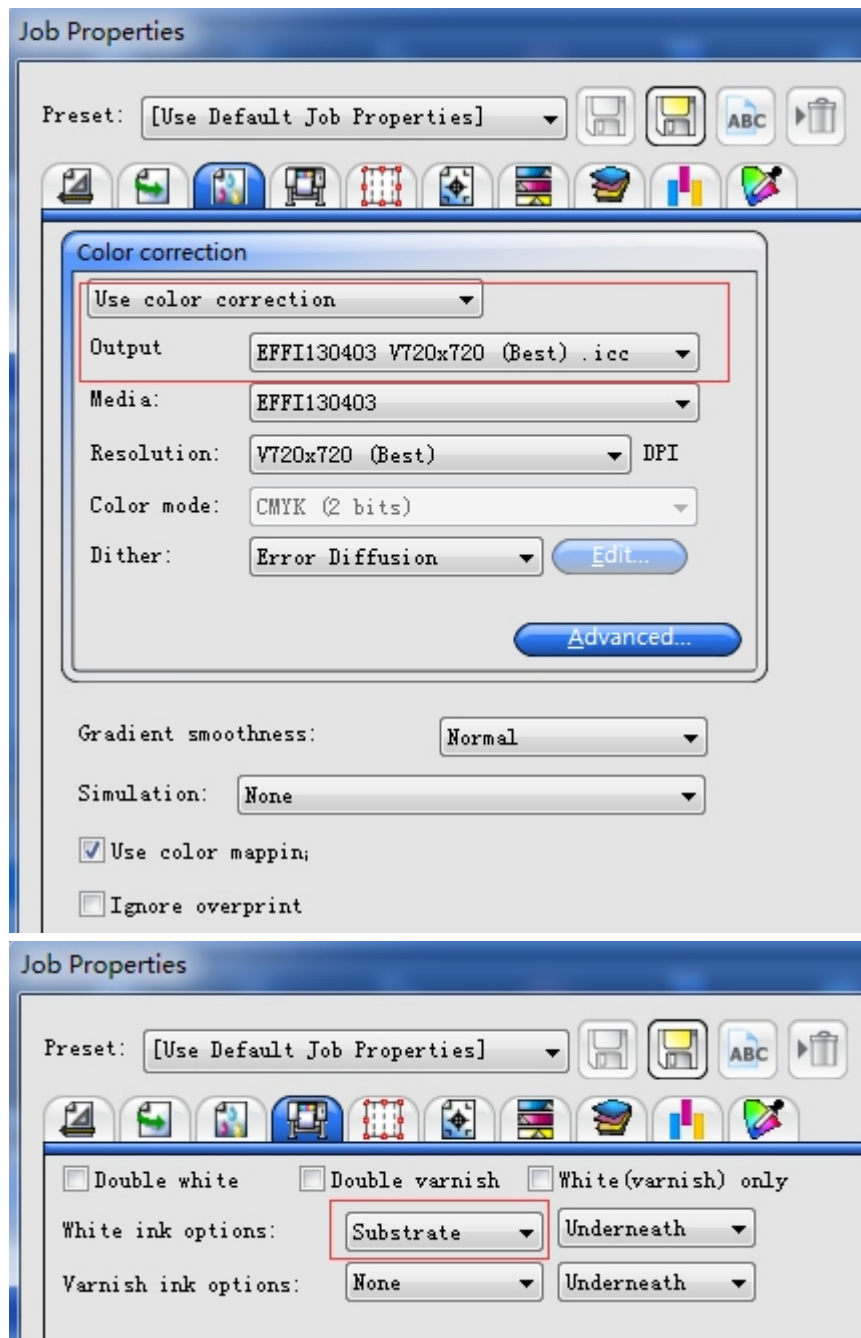 Job Properties
Preset: [Use Default Job Properties] ABC
Color correction
Use color correction
Output EFFI130403 V720x720 (Best) .icc
Media: EFFI130403
Resolution: V720x720 (Best) DPI
Color mode: CMYK (2 bits)
Dither: Error Diffusion Edit...
Advanced...
Gradient smoothness: Normal
Simulation: None
Use color mappin;
Ignore overprint
Job Properties
Preset: [Use Default Job Properties] ABC
Double white Double varnish White(varnish) only
White ink options: Substrate Underneath
Varnish ink options: None Underneath